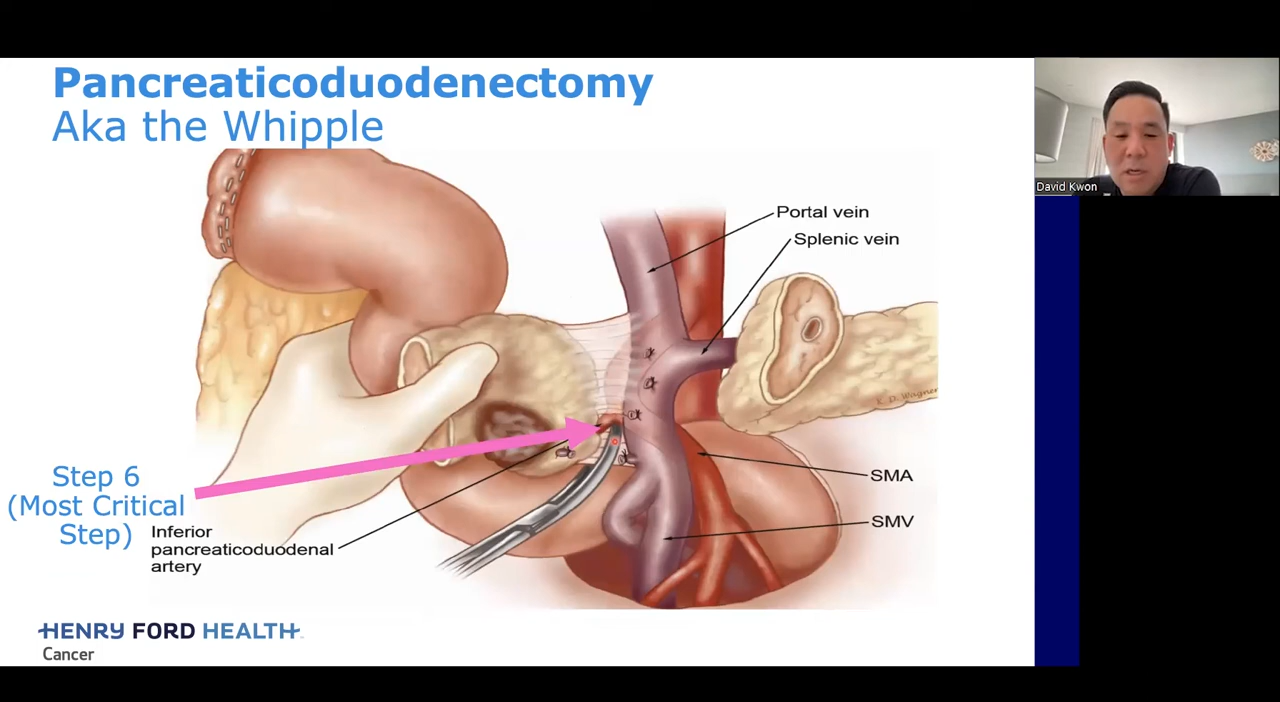 Pancreaticoduodenectomy
Aka the Whipple
David Kwon
Portal vein
Splenic vein
K. D. Wagner
SMA
Step 6
(Most Critical
Step)
SMV
Inferior
pancreaticoduodenal
artery
HENRY FORD HEALTH
Cancer